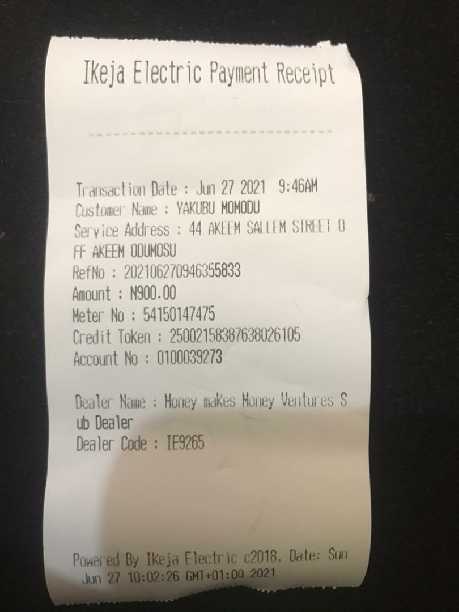 Ikeja Electric Payment Receipt
Transaction Date : Jun 27 2021 9:46AM
Customer Name : YAKUBU MOMODU
Service Address : 44 AKEEM SALLEM STREET O
FF AKEEM ODUMOSU
RefNo : 202106270946355833
Amount : N900.00
Meter No : 54150147475
Credit Token : 25002158387638026105
Account No : 0100039273
Dealer Name : Money makes Money Ventures S
ub Dealer
Dealer Code : IE9265
Powered By Ikeja Electric c2018. Date: Sun
Jun 27 10:02:26 GMT+01:00 2021